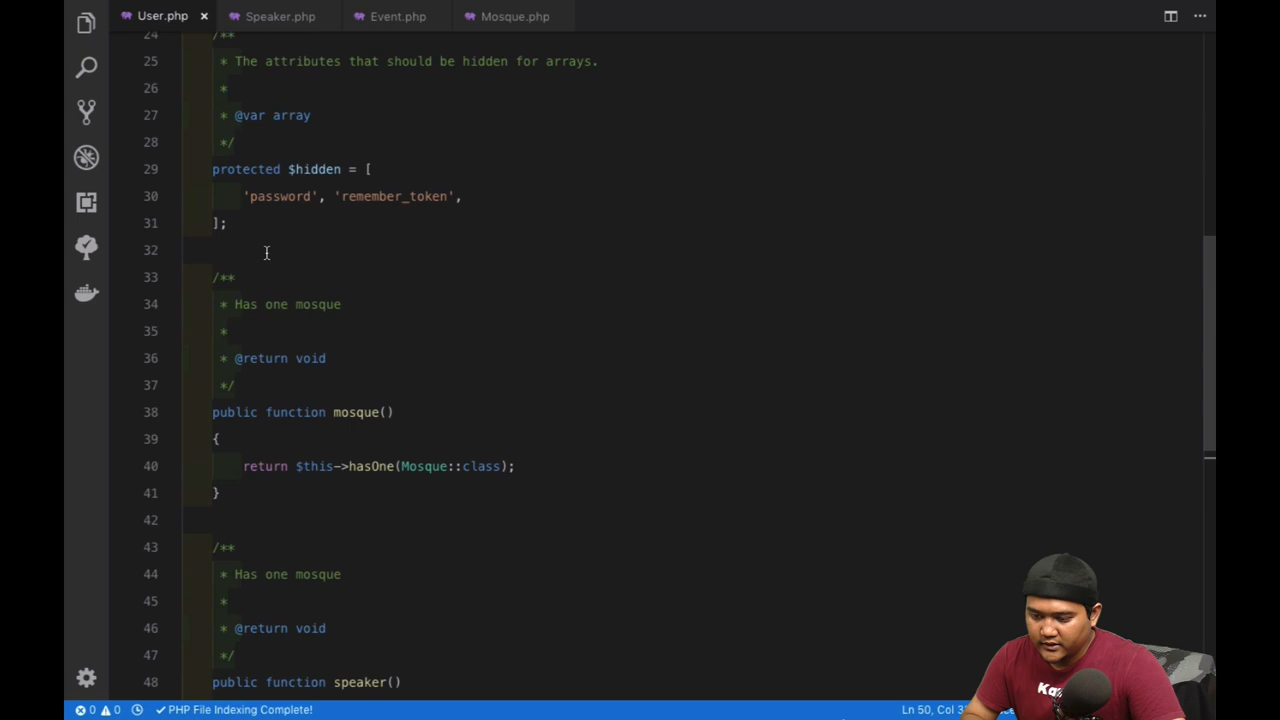 User.php × Speaker.php Event.php Mosque.php
24 /**
25 * The attributes that should be hidden for arrays.
26 *
27 * @var array
28 */
29 protected $hidden = [
30 'password', 'remember_token',
31 ];
32
33 /**
34 * Has one mosque
35 *
36 * @return void
37 */
38 public function mosque()
39 {
40 return $this->hasOne(Mosque::class);
41 }
42
43 /**
44 * Has one mosque
45 *
46 * @return void
47 */
48 public function speaker()
0 0 PHP File Indexing Complete! Ln 50, Col